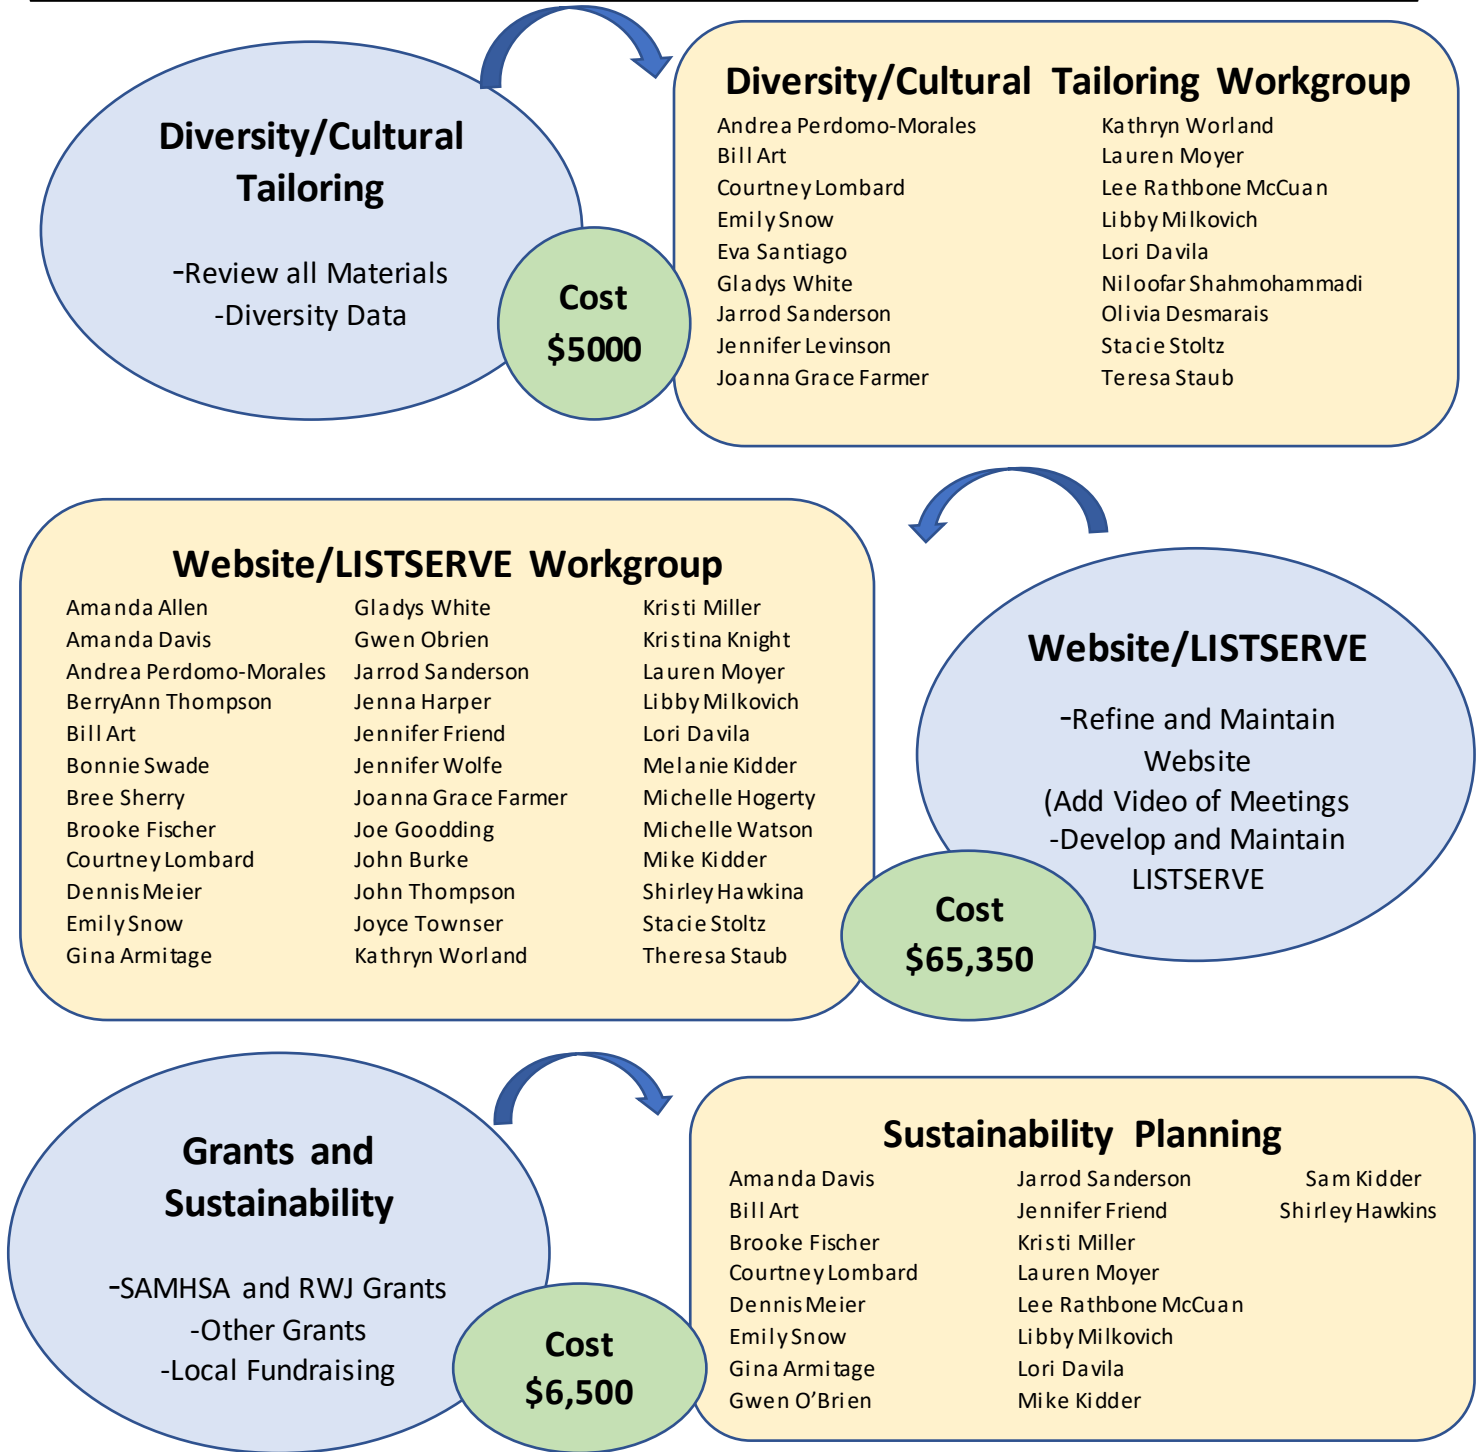 Diversity/Cultural
Tailoring
-Review all Materials
-Diversity Data
Cost
$5000
Diversity/Cultural Tailoring Workgroup
Andrea Perdomo-Morales
Bill Art
Courtney Lombard
Emily Snow
Eva Santiago
Gladys White
Jarrod Sanderson
Jennifer Levinson
Joanna Grace Farmer
Kathryn Worland
Lauren Moyer
Lee Rathbone McCuan
Libby Milkovich
Lori Davila
Niloofar Shahmohammadi
Olivia Desmarais
Stacie Stoltz
Teresa Staub
Website/LISTSERVE Workgroup
Amanda Allen
Amanda Davis
Andrea Perdomo-Morales
BerryAnn Thompson
Bill Art
Bonnie Swade
Bree Sherry
Brooke Fischer
Courtney Lombard
Dennis Meier
Emily Snow
Gina Armitage
Gladys White
Gwen Obrien
Jarrod Sanderson
Jenna Harper
Jennifer Friend
Jennifer Wolfe
Joanna Grace Farmer
Joe Goodding
John Burke
John Thompson
Joyce Townser
Kathryn Worland
Kristi Miller
Kristina Knight
Lauren Moyer
Libby Milkovich
Lori Davila
Melanie Kidder
Michelle Hogerty
Michelle Watson
Mike Kidder
Shirley Hawkina
Stacie Stoltz
Theresa Staub
Website/LISTSERVE
-Refine and Maintain
Website
(Add Video of Meetings
-Develop and Maintain
LISTSERVE
Cost
$65,350
Grants and
Sustainability
-SAMHSA and RWJ Grants
-Other Grants
-Local Fundraising
Cost
$6,500
Sustainability Planning
Amanda Davis
Bill Art
Brooke Fischer
Courtney Lombard
Dennis Meier
Emily Snow
Gina Armitage
Gwen O’Brien
Jarrod Sanderson
Jennifer Friend
Kristi Miller
Lauren Moyer
Lee Rathbone McCuan
Libby Milkovich
Lori Davila
Mike Kidder
Sam Kidder
Shirley Hawkins